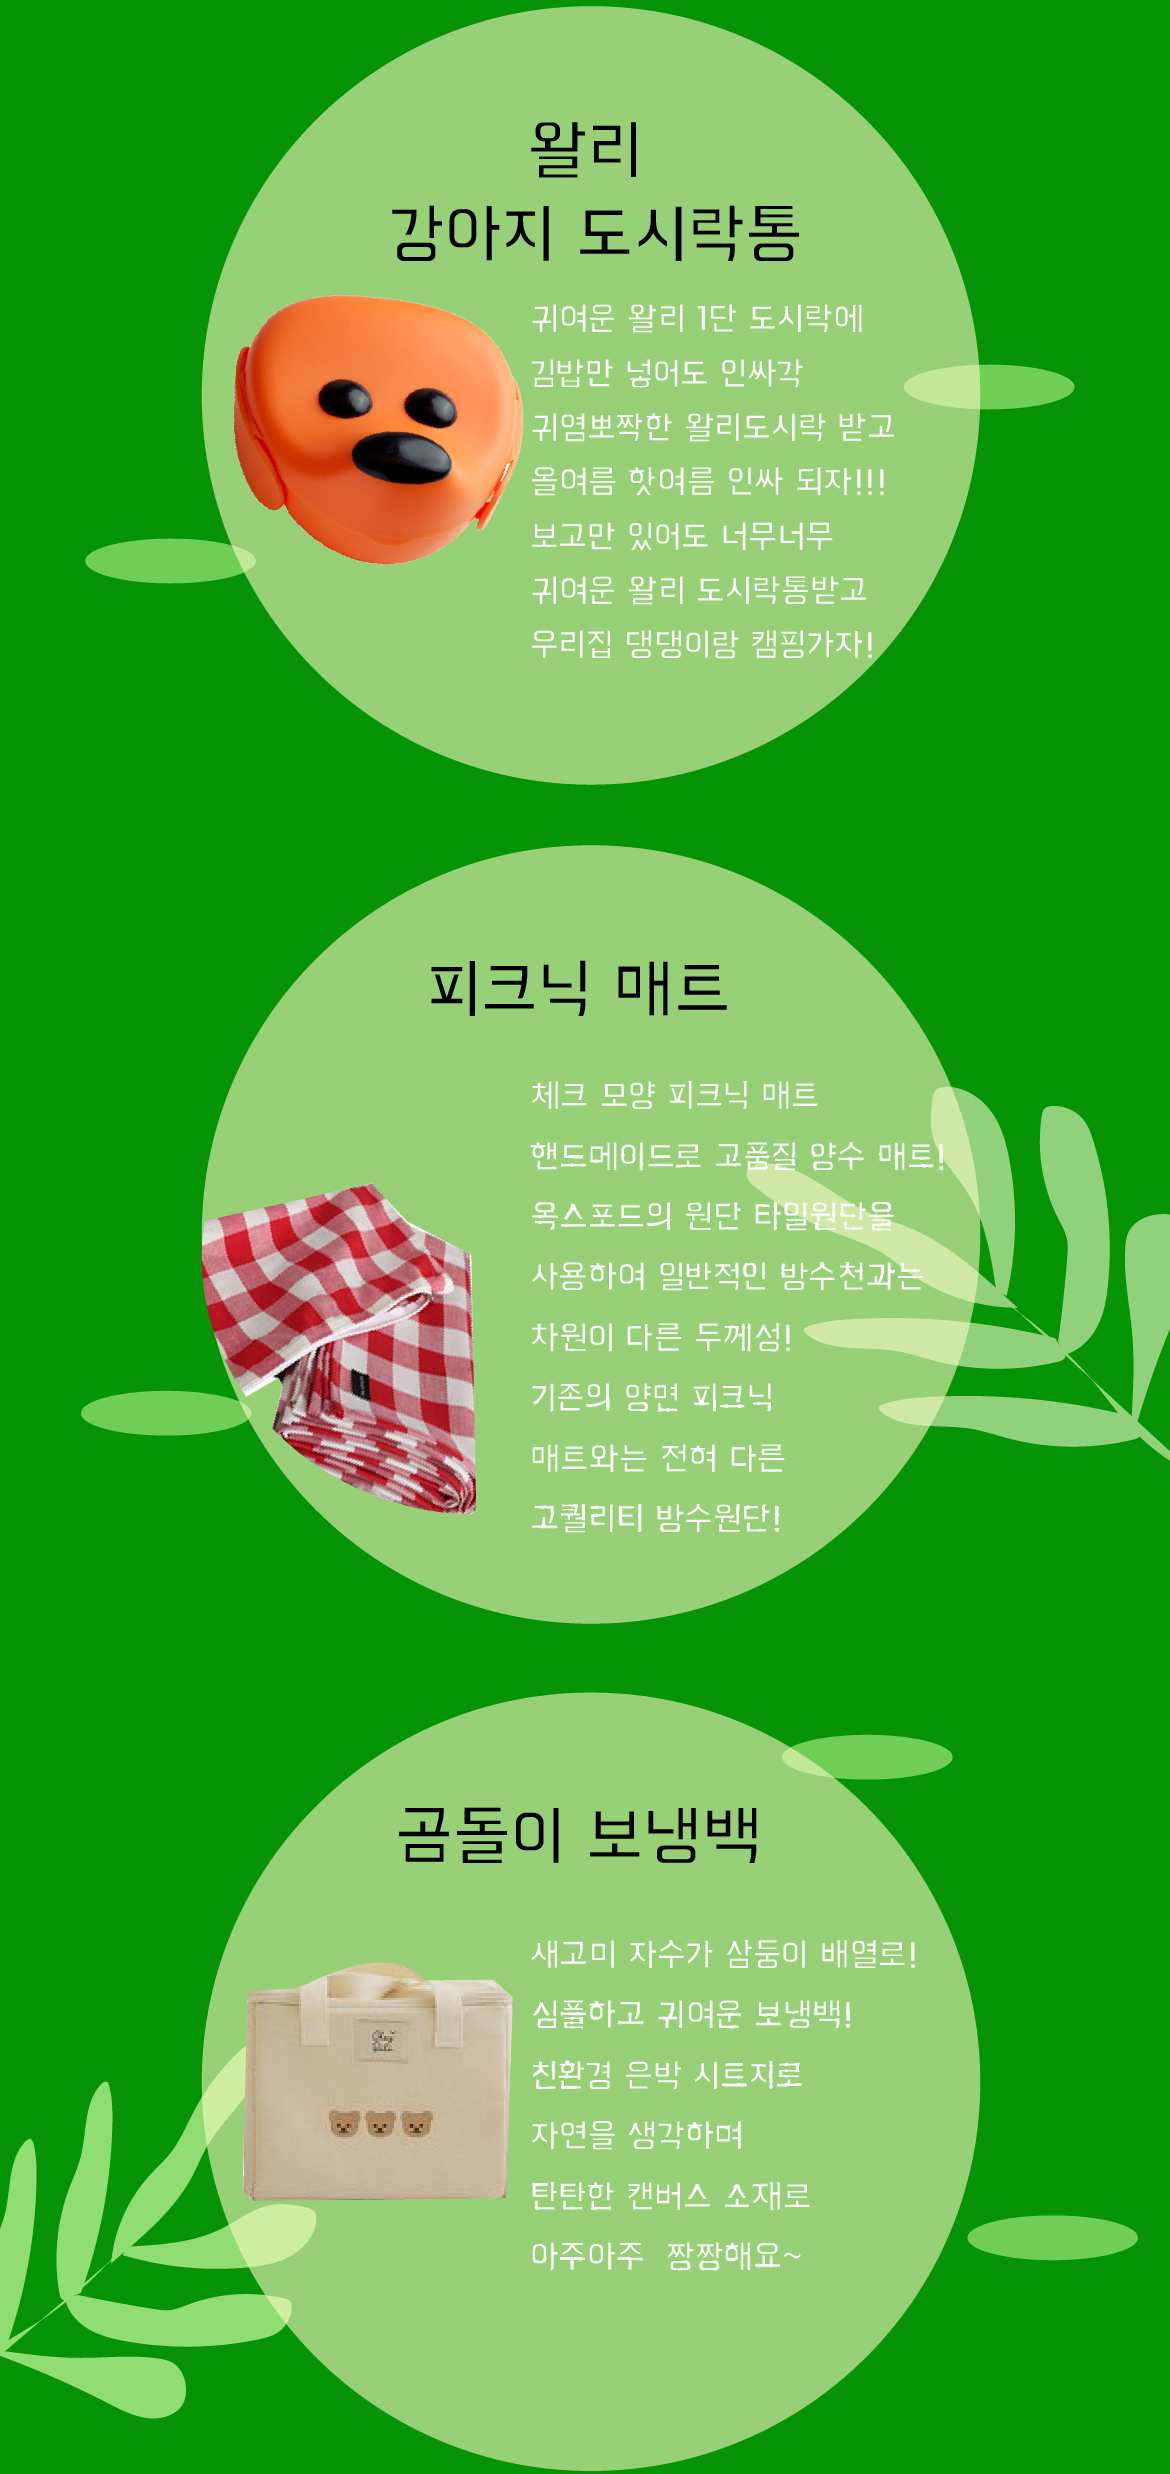 왈리
강아지 도시락통
귀여운 왈리 1단 도시락에
김밥만 넣어도 인싸각
귀염뽀짝한 왈리도시락 받고
올여름 핫여름 인싸 되자!!!
보고만 있어도 너무너무
귀여운 왈리 도시락통받고
우리집 댕댕이랑 캠핑가자!
피크닉 매트
체크 모양 피크닉 매트
핸드메이드로 고품질 양수 매트!
옥스포드의 원단 타밀원단을
사용하여 일반적인 방수천과는
차원이 다른 두께성!
기존의 양면 피크닉
매트와는 전혀 다른
고퀄리티 방수원단!
곰돌이 보냉백
새고미 자수가 삼둥이 배열로!
심플하고 귀여운 보냉백!
친환경 은박 시트지로
자연을 생각하며
탄탄한 캔버스 소재로
아주아주 짱짱해요~